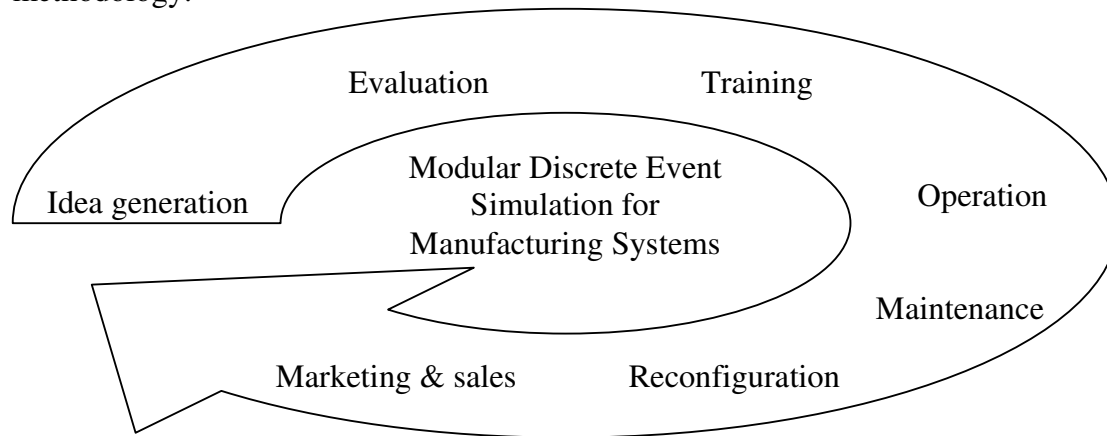 methodology.
Evaluation
Training
Idea generation
Modular Discrete Event
Simulation for
Manufacturing Systems
Operation
Maintenance
Reconfiguration
Marketing & sales